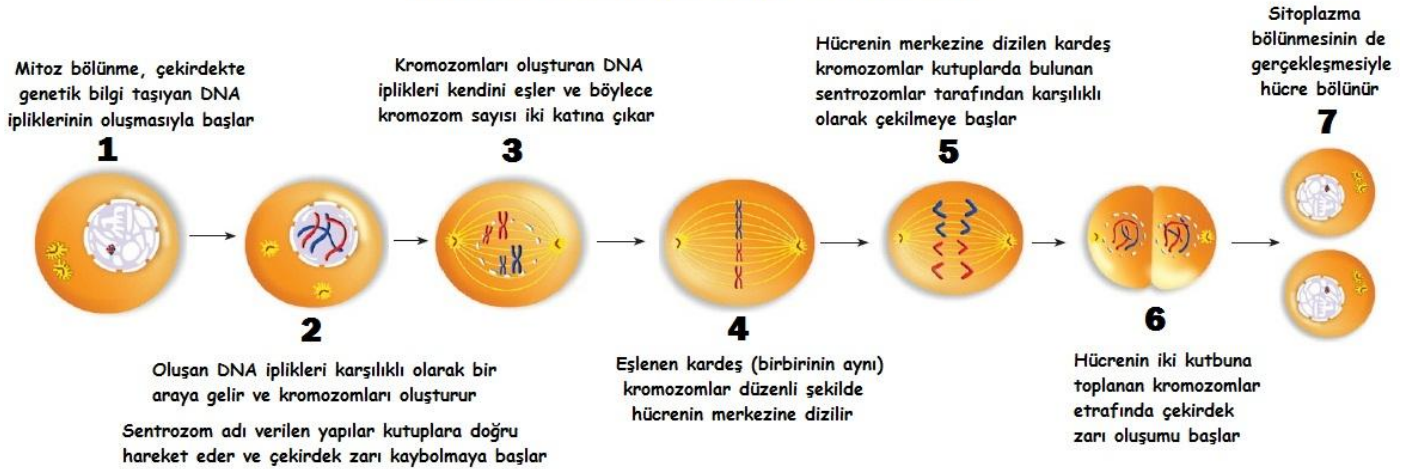 Mitoz bölünme, çekirdekte
genetik bilgi taşıyan DNA
ipliklerinin oluşmasıyla başlar
1
2
Oluşan DNA iplikleri karşılıklı olarak bir
araya gelir ve kromozomları oluşturur
Sentrozom adı verilen yapılar kutuplara doğru
hareket eder ve çekirdek zarı kaybolmaya başlar
Kromozomları oluşturan DNA
iplikleri kendini eşler ve böylece
kromozom sayısı iki katına çıkar
3
4
Eşlenen kardeş (birbirinin aynı)
kromozomlar düzenli şekilde
hücrenin merkezine dizilir
Hücrenin merkezine dizilen kardeş
kromozomlar kutuplarda bulunan
sentrozomlar tarafından karşılıklı
olarak çekilmeye başlar
5
6
Hücrenin iki kutbuna
toplanan kromozomlar
etrafında çekirdek
zarı oluşumu başlar
Sitoplazma
bölünmesinin de
gerçekleşmesiyle
hücre bölünür
7